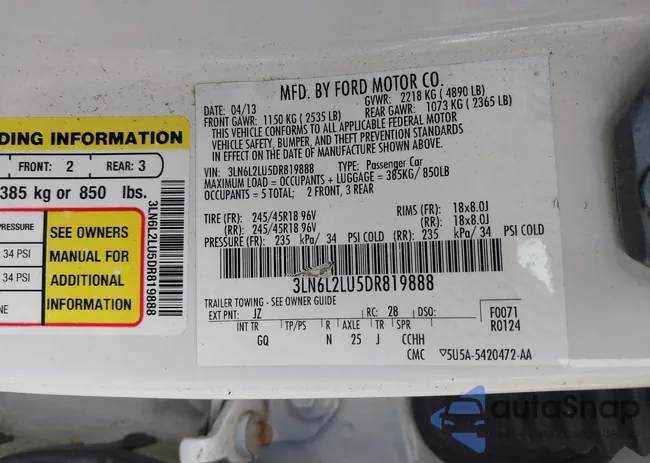 MFD. BY FORD MOTOR CO.
DATE: 04/13 GVWR: 2218 KG ( 4890 LB)
FRONT GAWR: 1150 KG ( 2535 LB) REAR GAWR: 1073 KG ( 2365 LB)
THIS VEHICLE CONFORMS TO ALL APPLICABLE FEDERAL MOTOR
VEHICLE SAFETY, BUMPER, AND THEFT PREVENTION STANDARDS
IN EFFECT ON THE DATE OF MANUFACTURE SHOWN ABOVE.
VIN: 3LN6L2LU5DR819888 TYPE: Passenger Car
MAXIMUM LOAD = OCCUPANTS + LUGGAGE = 385KG/ 850LB
OCCUPANTS = 5 TOTAL; 2 FRONT, 3 REAR
TIRE (FR): 245/45R18 96V RIMS (FR): 18x8.0J
(RR): 245/45R18 96V (RR): 18x8.0J
PRESSURE (FR): 235 kPa/ 34 PSI COLD (RR): 235 kPa/ 34 PSI COLD
3LN6L2LU5DR819888
TRAILER TOWING - SEE OWNER GUIDE
EXT PNT: JZ RC: 28 DSO: F0071
INT TR TP/PS R AXLE TR SPR R0124
GQ N 25 J CCHH
CMC ▽5U5A-5420472-AA
DING INFORMATION
FRONT: 2 REAR: 3
385 kg or 850 lbs.
PRESSURE
34 PSI
34 PSI
NE
SEE OWNERS
MANUAL FOR
ADDITIONAL
INFORMATION
3LN6L2LU5DR819888
autoSnap